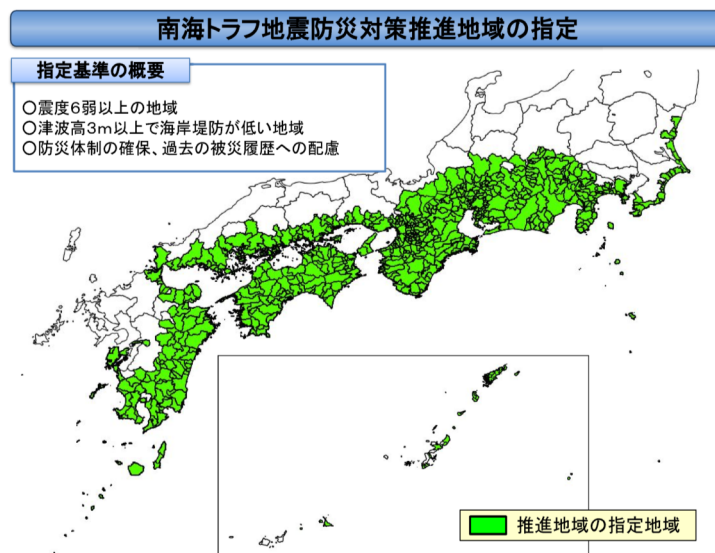 南海トラフ地震防災対策推進地域の指定
指定基準の概要
○震度6弱以上の地域
○津波高3m以上で海岸堤防が低い地域
○防災体制の確保、過去の被災履歴への配慮
推進地域の指定地域